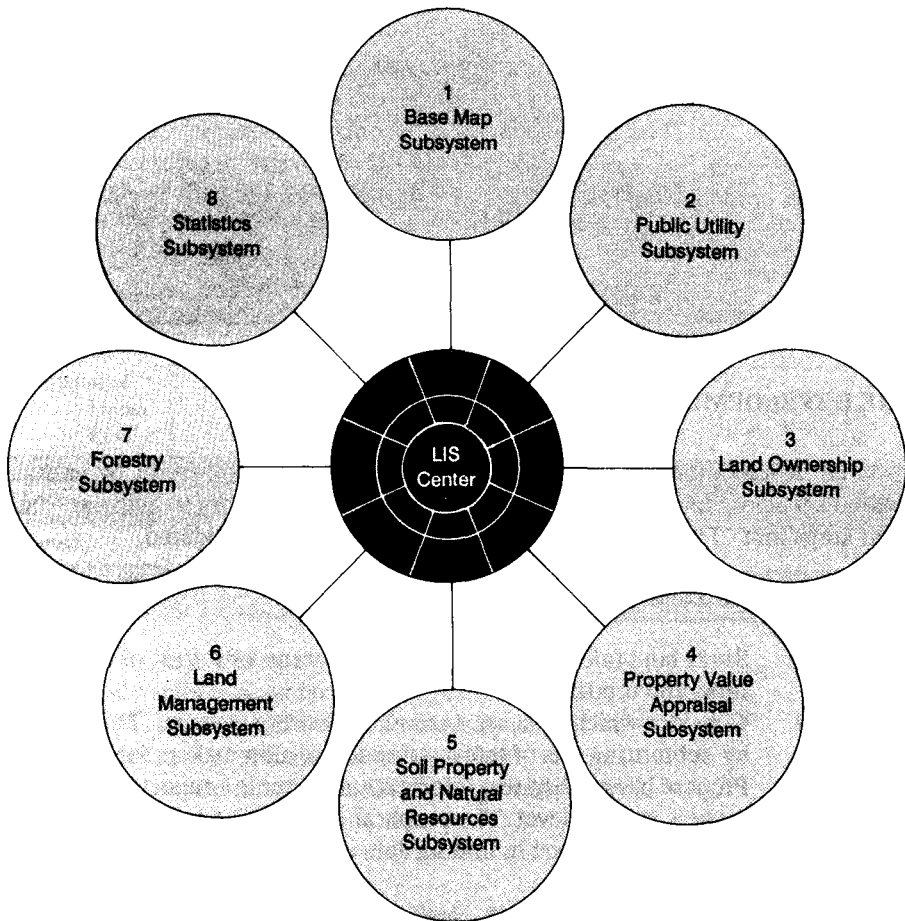 1
Base Map
Subsystem
2
Public Utility
Subsystem
3
Land Ownership
Subsystem
4
Property Value
Appraisal
Subsystem
5
Soil Property
and Natural
Resources
Subsystem
6
Land
Management
Subsystem
7
Forestry
Subsystem
8
Statistics
Subsystem
LIS
Center